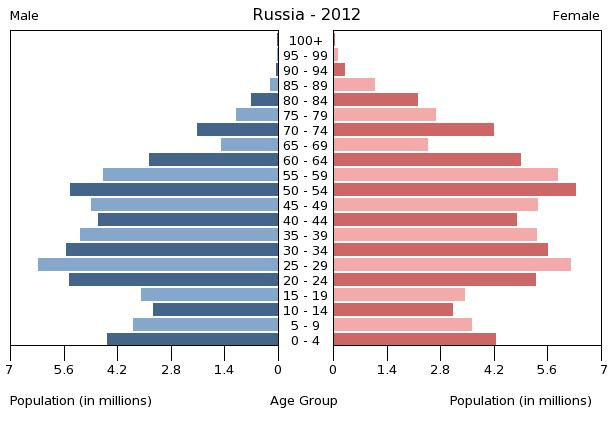 Male Russia - 2012 Female
100+
95 - 99
90 - 94
85 - 89
80 - 84
75 - 79
70 - 74
65 - 69
60 - 64
55 - 59
50 - 54
45 - 49
40 - 44
35 - 39
30 - 34
25 - 29
20 - 24
15 - 19
10 - 14
5 - 9
0 - 4
7 5.6 4.2 2.8 1.4 0 0 1.4 2.8 4.2 5.6 7
Population (in millions) Age Group Population (in millions)